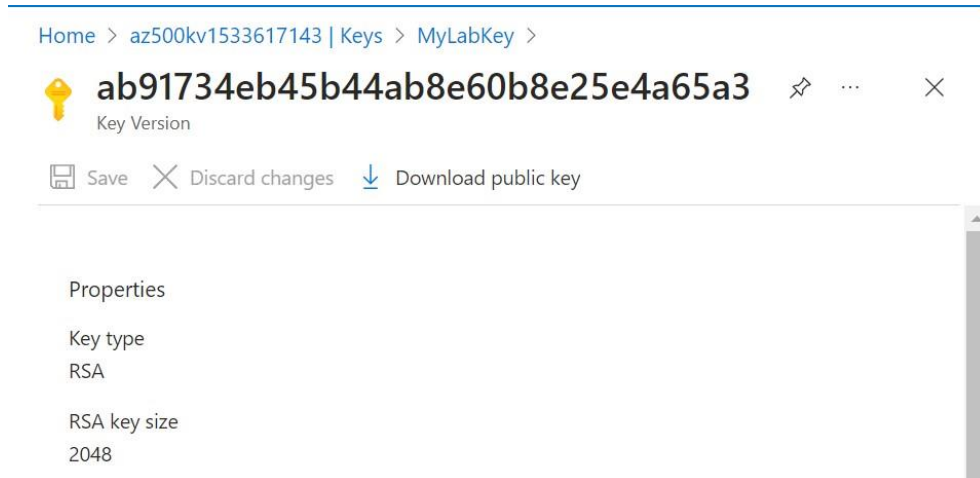 Home > az500kv1533617143 | Keys > MyLabKey >
ab91734eb45b44ab8e60b8e25e4a65a3 ...
Key Version
Save Discard changes Download public key
Properties
Key type
RSA
RSA key size
2048